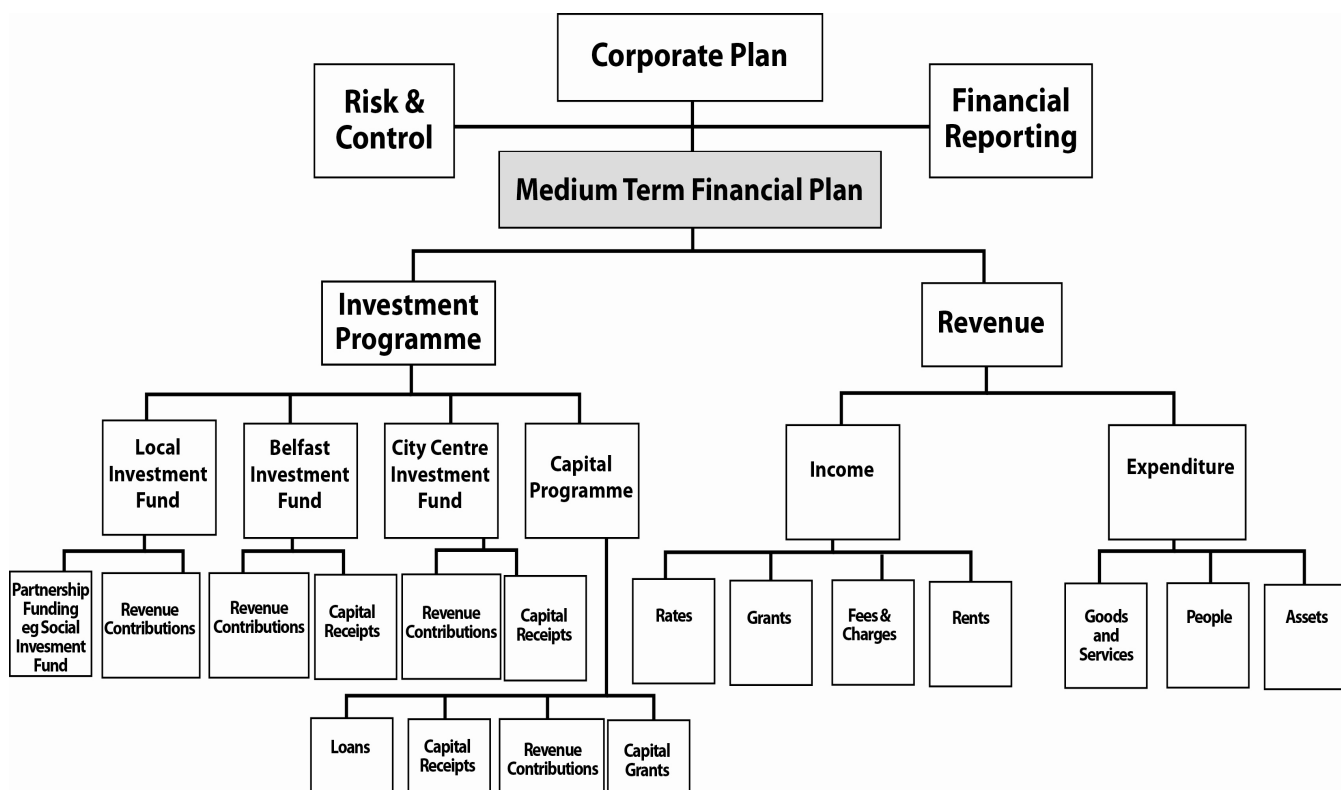 Corporate Plan
Risk &
Control
Financial
Reporting
Medium Term Financial Plan
Investment
Programme
Revenue
Local
Investment
Fund
Belfast
Investment
Fund
City Centre
Investment
Fund
Capital
Programme
Income
Expenditure
Partnership
Funding
eg Social
Invesment
Fund
Revenue
Contributions
Revenue
Contributions
Capital
Receipts
Revenue
Contributions
Capital
Receipts
Rates
Grants
Fees &
Charges
Rents
Goods
and
Services
People
Assets
Loans
Capital
Receipts
Revenue
Contributions
Capital
Grants